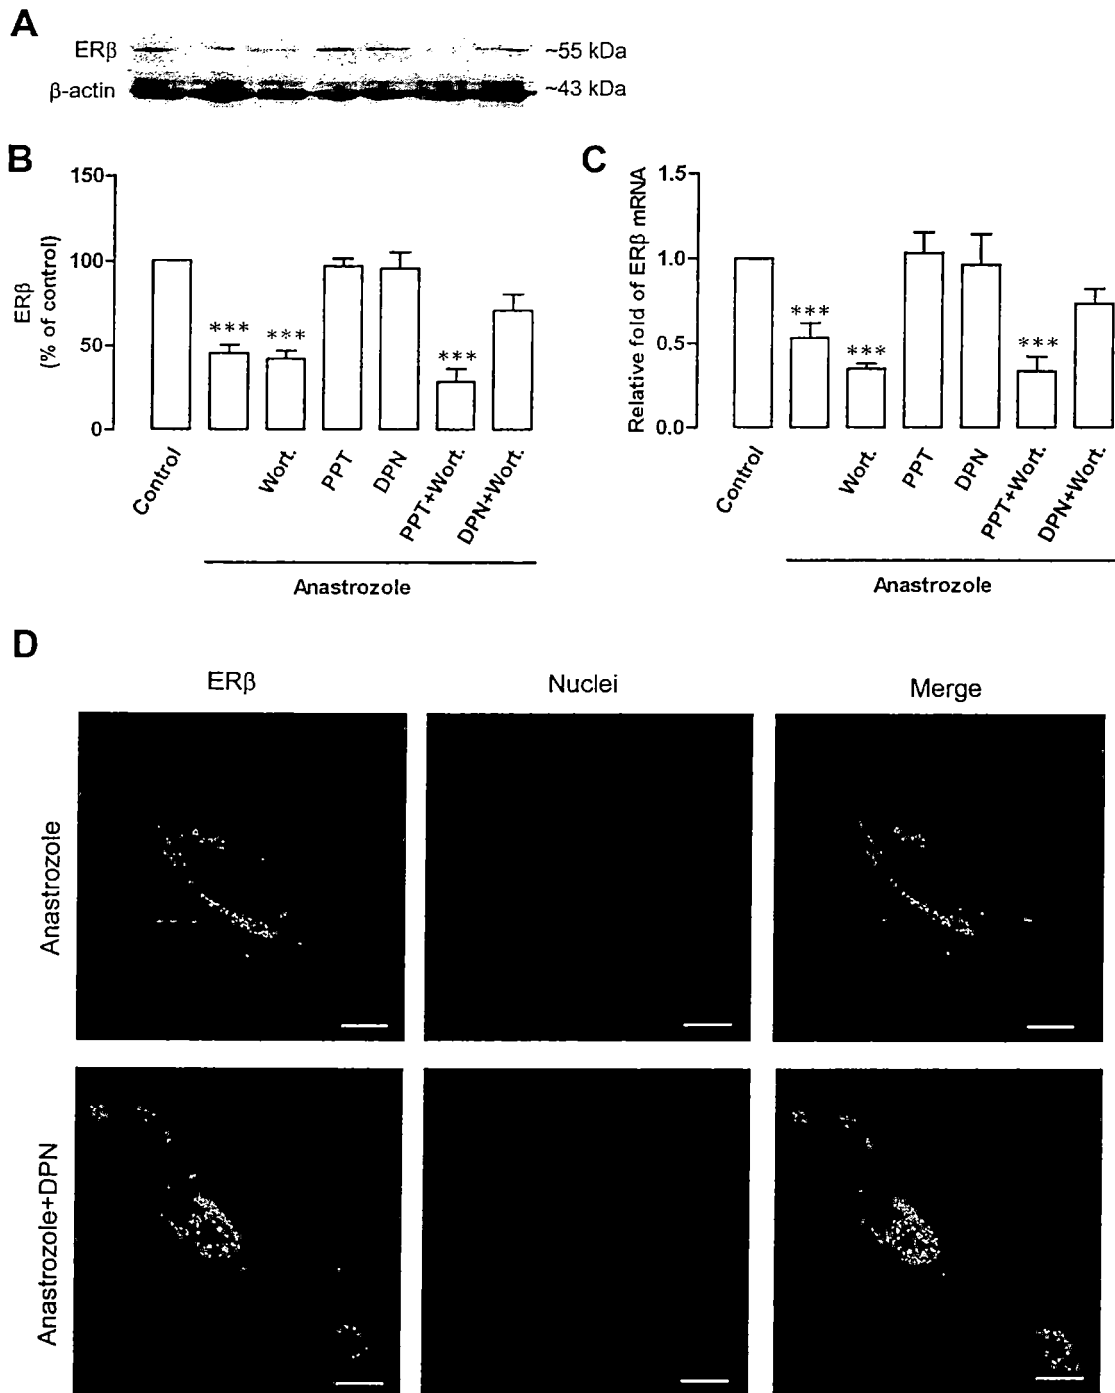 A
ERβ
~55 kDa
β-actin
~43 kDa
B
150
100
50
0
ERβ
(% of control)
***
***
***
Control
Wort.
PPT
DPN
PPT+Wort.
DPN+Wort.
Anastrozole
C
1.5
1.0
0.5
0.0
Relative fold of ERβ mRNA
***
***
***
Control
Wort.
PPT
DPN
PPT+Wort.
DPN+Wort.
Anastrozole
D
ERβ
Nuclei
Merge
Anastrozole
Anastrozole+DPN